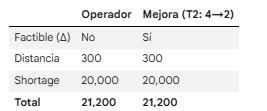 Operador Mejora (T2: 4→2)
Factible (Δ) No Sí
Distancia 300 300
Shortage 20,000 20,000
Total 21,200 21,200